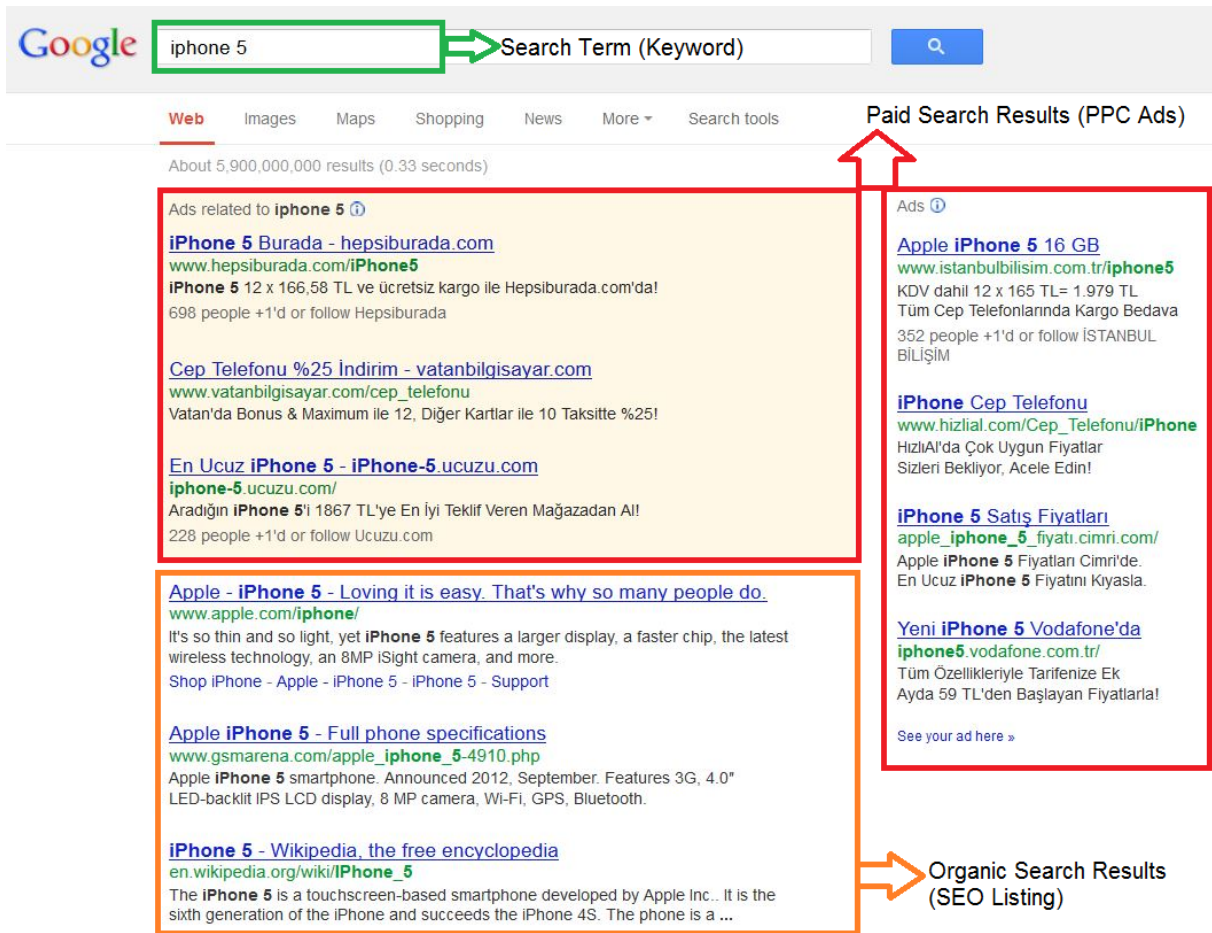 Google
iphone 5
Search Term (Keyword)
Web Images Maps Shopping News More Search tools
Paid Search Results (PPC Ads)
About 5,900,000,000 results (0.33 seconds)
Ads related to iphone 5
iPhone 5 Burada - hepsiburada.com
www.hepsiburada.com/iPhone5
iPhone 5 12 x 166,58 TL ve ücretsiz kargo ile Hepsiburada.com'da!
698 people +1'd or follow Hepsiburada
Cep Telefonu %25 İndirim - vatanbilgisayar.com
www.vatanbilgisayar.com/cep_telefonu
Vatan'da Bonus & Maximum ile 12, Diğer Kartlar ile 10 Taksitte %25!
En Ucuz iPhone 5 - iPhone-5.ucuzu.com
iphone-5.ucuzu.com/
Aradığın iPhone 5'i 1867 TL'ye En İyi Teklif Veren Mağazadan Al!
228 people +1'd or follow Ucuzu.com
Ads
Apple iPhone 5 16 GB
www.istanbulbilisim.com.tr/iphone5
KDV dahil 12 x 165 TL= 1.979 TL
Tüm Cep Telefonlarında Kargo Bedava
352 people +1'd or follow İSTANBUL
BİLİŞİM
iPhone Cep Telefonu
www.hizlial.com/Cep_Telefonu/iPhone
HızlıAl'da Çok Uygun Fiyatlar
Sizleri Bekliyor, Acele Edin!
iPhone 5 Satış Fiyatları
apple_iphone_5_fiyatı.cimri.com/
Apple iPhone 5 Fiyatları Cimri'de.
En Ucuz iPhone 5 Fiyatını Kıyasla.
Yeni iPhone 5 Vodafone'da
iphone5.vodafone.com.tr/
Tüm Özellikleriyle Tarifenize Ek
Ayda 59 TL'den Başlayan Fiyatlarla!
See your ad here »
Apple - iPhone 5 - Loving it is easy. That's why so many people do.
www.apple.com/iphone/
It's so thin and so light, yet iPhone 5 features a larger display, a faster chip, the latest
wireless technology, an 8MP iSight camera, and more.
Shop iPhone - Apple - iPhone 5 - iPhone 5 - Support
Apple iPhone 5 - Full phone specifications
www.gsmarena.com/apple_iphone_5-4910.php
Apple iPhone 5 smartphone. Announced 2012, September. Features 3G, 4.0″
LED-backlit IPS LCD display, 8 MP camera, Wi-Fi, GPS, Bluetooth.
iPhone 5 - Wikipedia, the free encyclopedia
en.wikipedia.org/wiki/IPhone_5
The iPhone 5 is a touchscreen-based smartphone developed by Apple Inc.. It is the
sixth generation of the iPhone and succeeds the iPhone 4S. The phone is a ...
Organic Search Results
(SEO Listing)